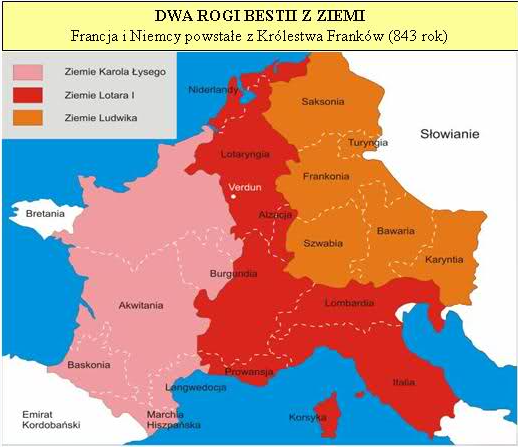 DWA ROGI BESTII Z ZIEMI
Francja i Niemcy powstałe z Królestwa Franków (843 rok)
Ziemie Karola Łysego
Ziemie Lotara I
Ziemie Ludwika
Niderlandy
Saksonia
Turyngia
Słowianie
Lotaryngia
Frankonia
Verdun
Bretania
Alzacja
Szwabia
Bawaria
Karyntia
Burgundia
Akwitania
Lombardia
Baskonia
Prowansja
Langwedocja
Italia
Emirat
Kordobański
Marchia
Hiszpańska
Korsyka